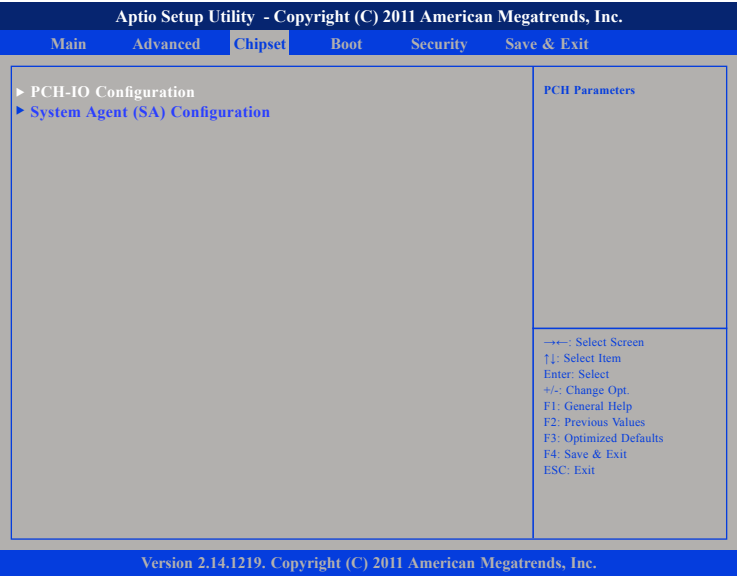 Aptio Setup Utility - Copyright (C) 2011 American Megatrends, Inc.
Main Advanced Chipset Boot Security Save & Exit
► PCH-IO Configuration
► System Agent (SA) Configuration
PCH Parameters
→←: Select Screen
↑↓: Select Item
Enter: Select
+/-: Change Opt.
F1: General Help
F2: Previous Values
F3: Optimized Defaults
F4: Save & Exit
ESC: Exit
Version 2.14.1219. Copyright (C) 2011 American Megatrends, Inc.